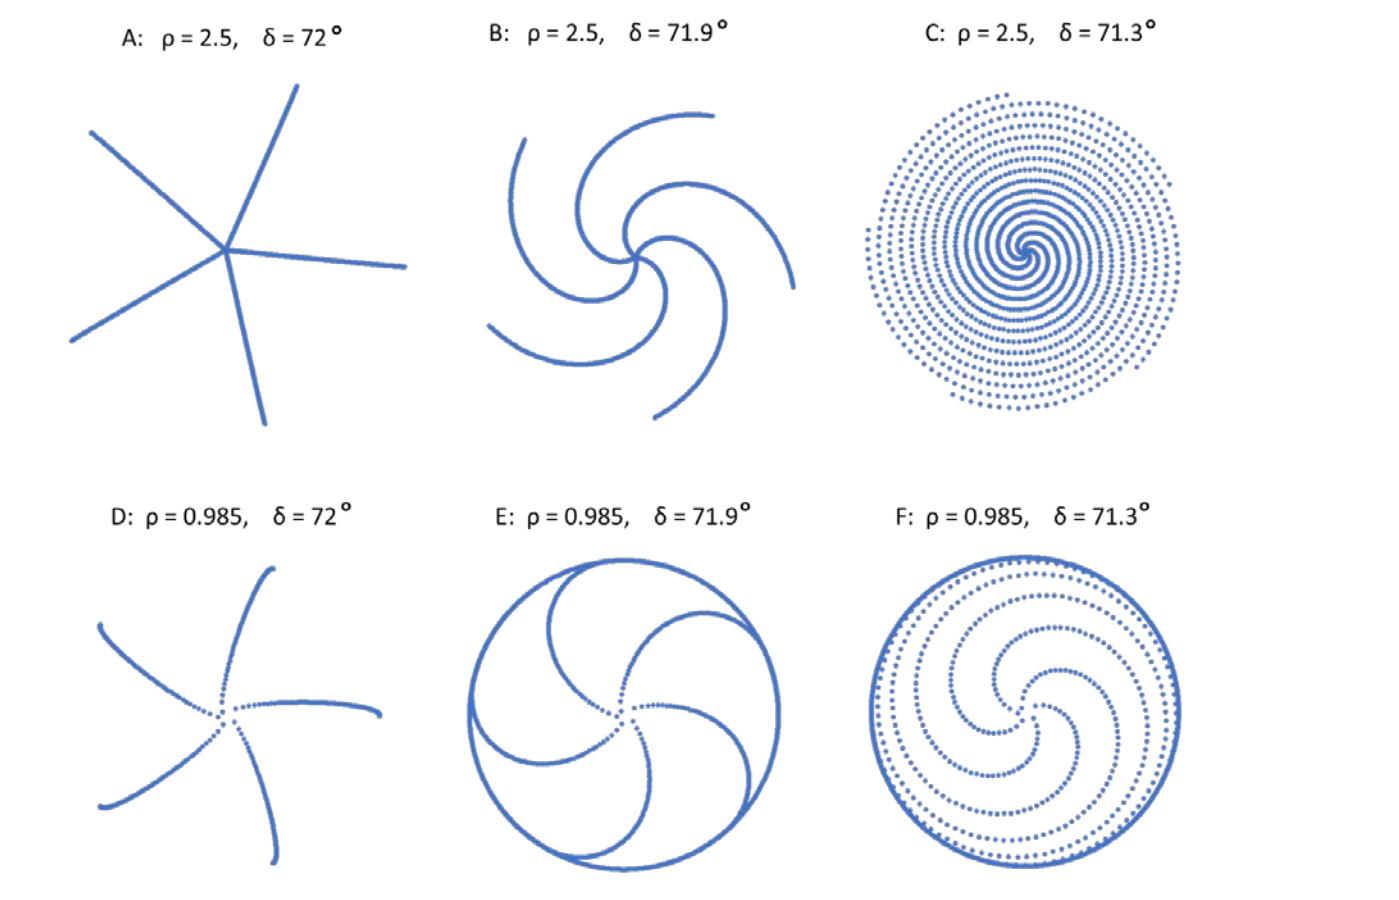 A: ρ = 2.5, δ = 72°
B: ρ = 2.5, δ = 71.9°
C: ρ = 2.5, δ = 71.3°
D: ρ = 0.985, δ = 72°
E: ρ = 0.985, δ = 71.9°
F: ρ = 0.985, δ = 71.3°